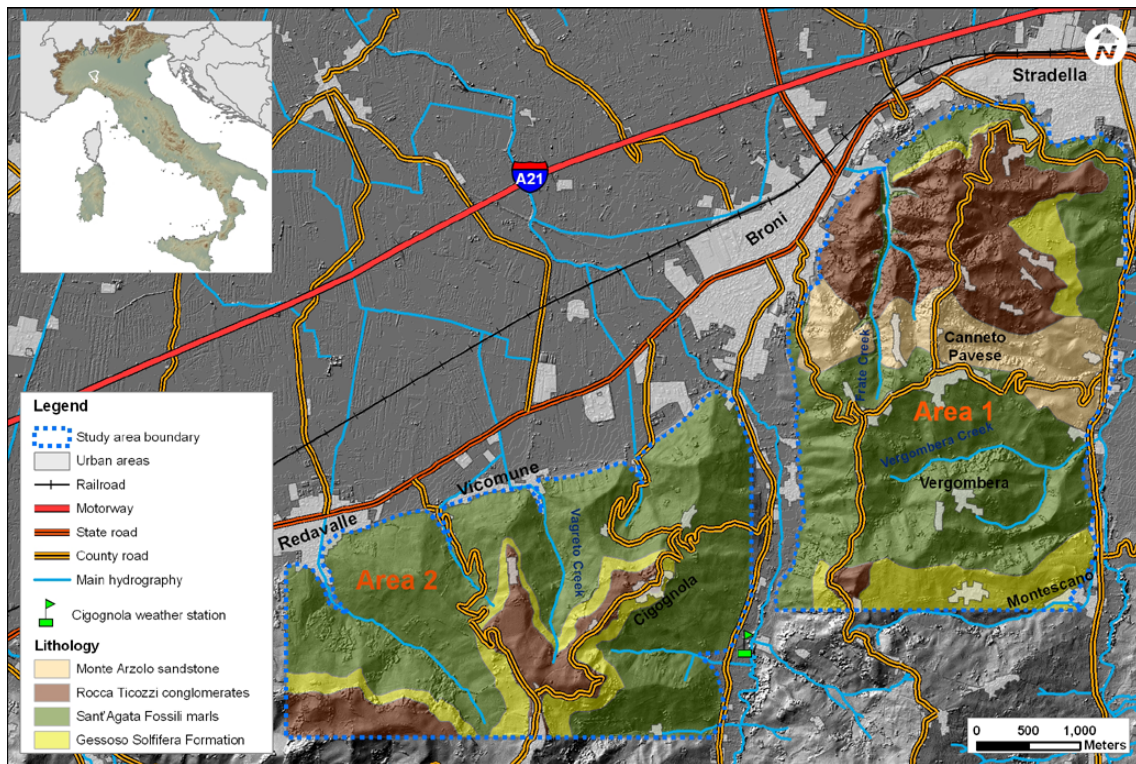 N
Stradella
A21
Broni
Canneto
Pavese
Prate Creek
Area 1
Vergombera Creek
Vergombera
Montescano
Vicomune
Redavalle
Area 2
Vagreto Creek
Cigognola
Legend
Study area boundary
Urban areas
Railroad
Motorway
State road
County road
Main hydrography
Cigognola weather station
Lithology
Monte Arzolo sandstone
Rocca Ticozzi conglomerates
Sant'Agata Fossili marls
Gessoso Solfifera Formation
0 500 1,000
Meters